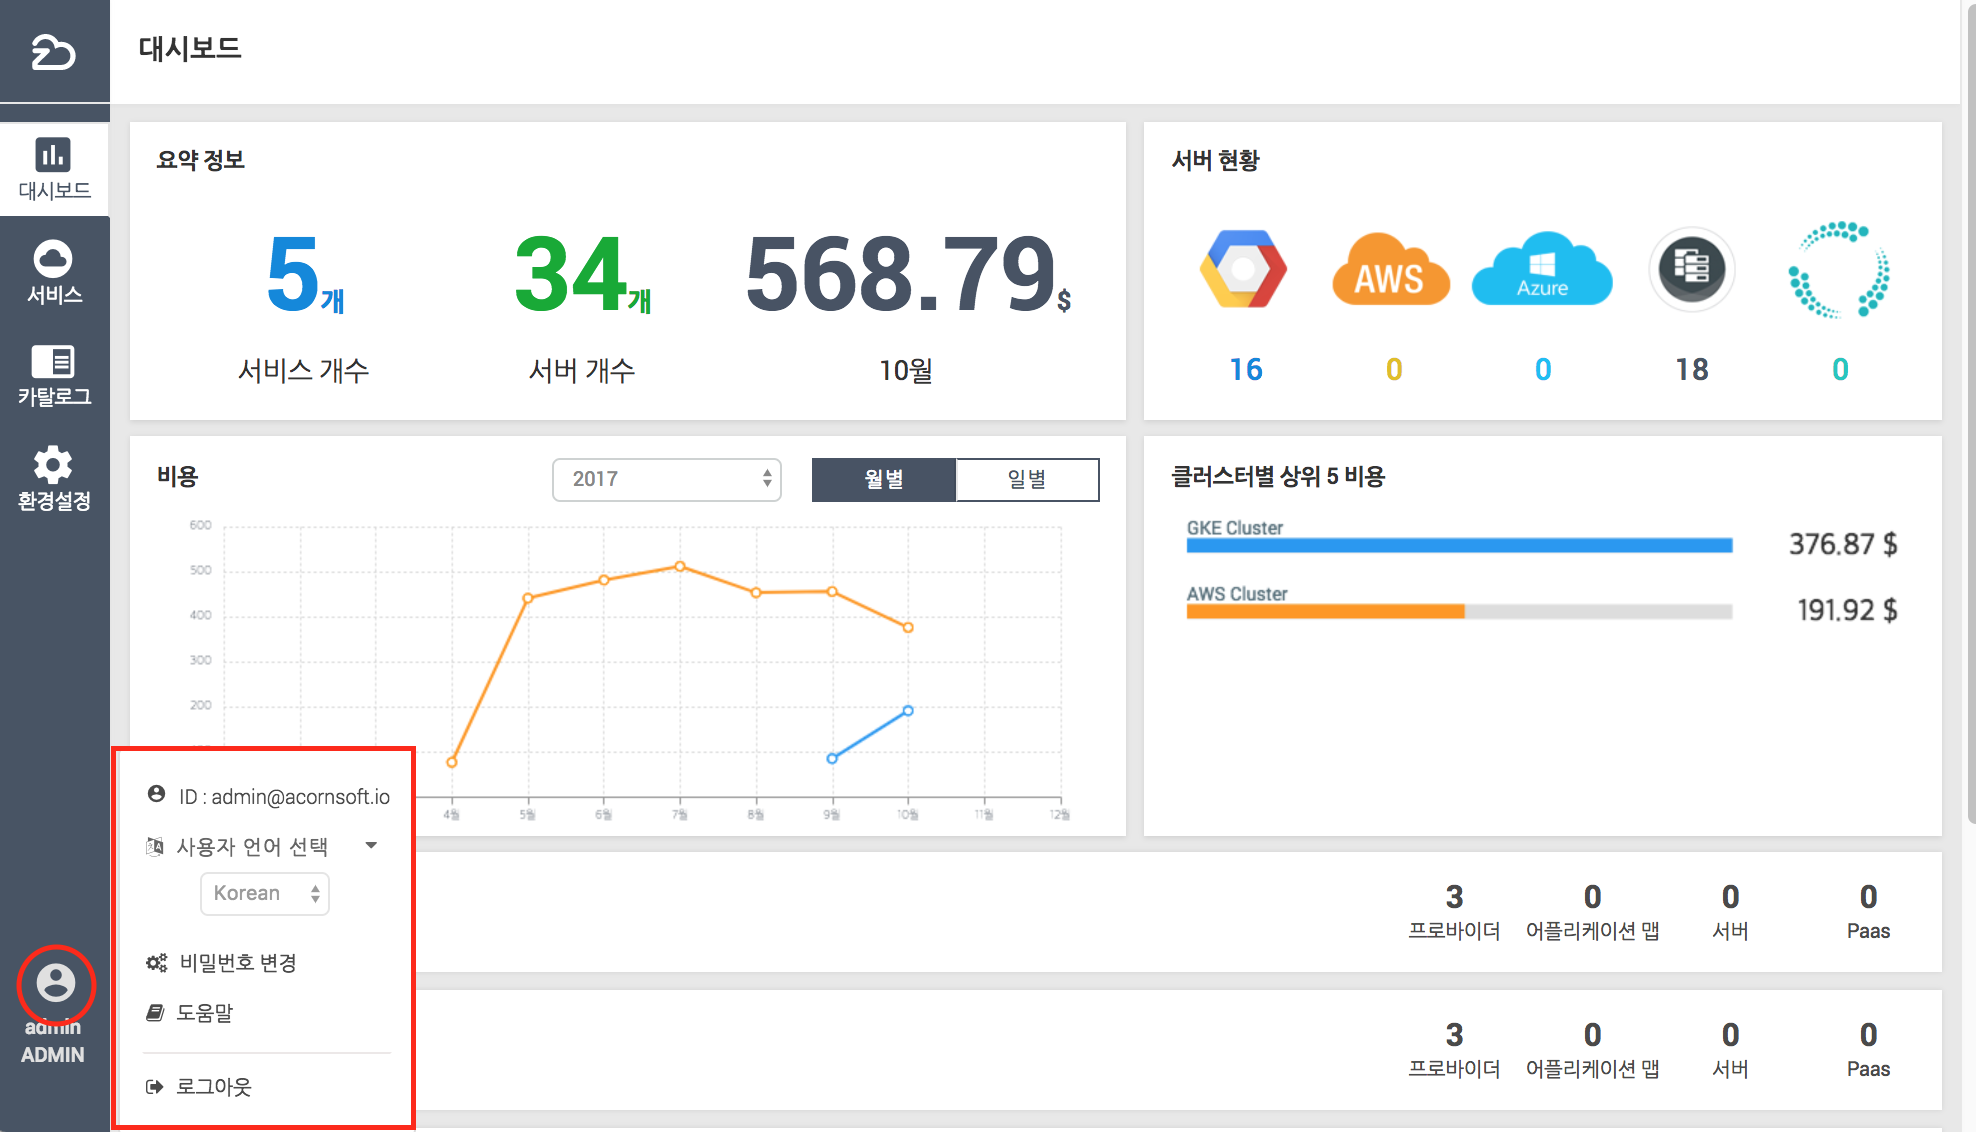 대시보드
대시보드
서비스
카탈로그
환경설정
admin
ADMIN
요약 정보
5개
34개
568.79$
서비스 개수
서버 개수
10월
서버 현황
AWS
Azure
16
0
0
18
0
비용
2017
월별
일별
600
500
400
300
200
4월
5월
6월
7월
8월
9월
10월
11월
12월
클러스터별 상위 5 비용
GKE Cluster
376.87 $
AWS Cluster
191.92 $
ID : admin@acornsoft.io
사용자 언어 선택
Korean
비밀번호 변경
도움말
로그아웃
3
0
0
0
프로바이더
어플리케이션 맵
서버
Paas
3
0
0
0
프로바이더
어플리케이션 맵
서버
Paas